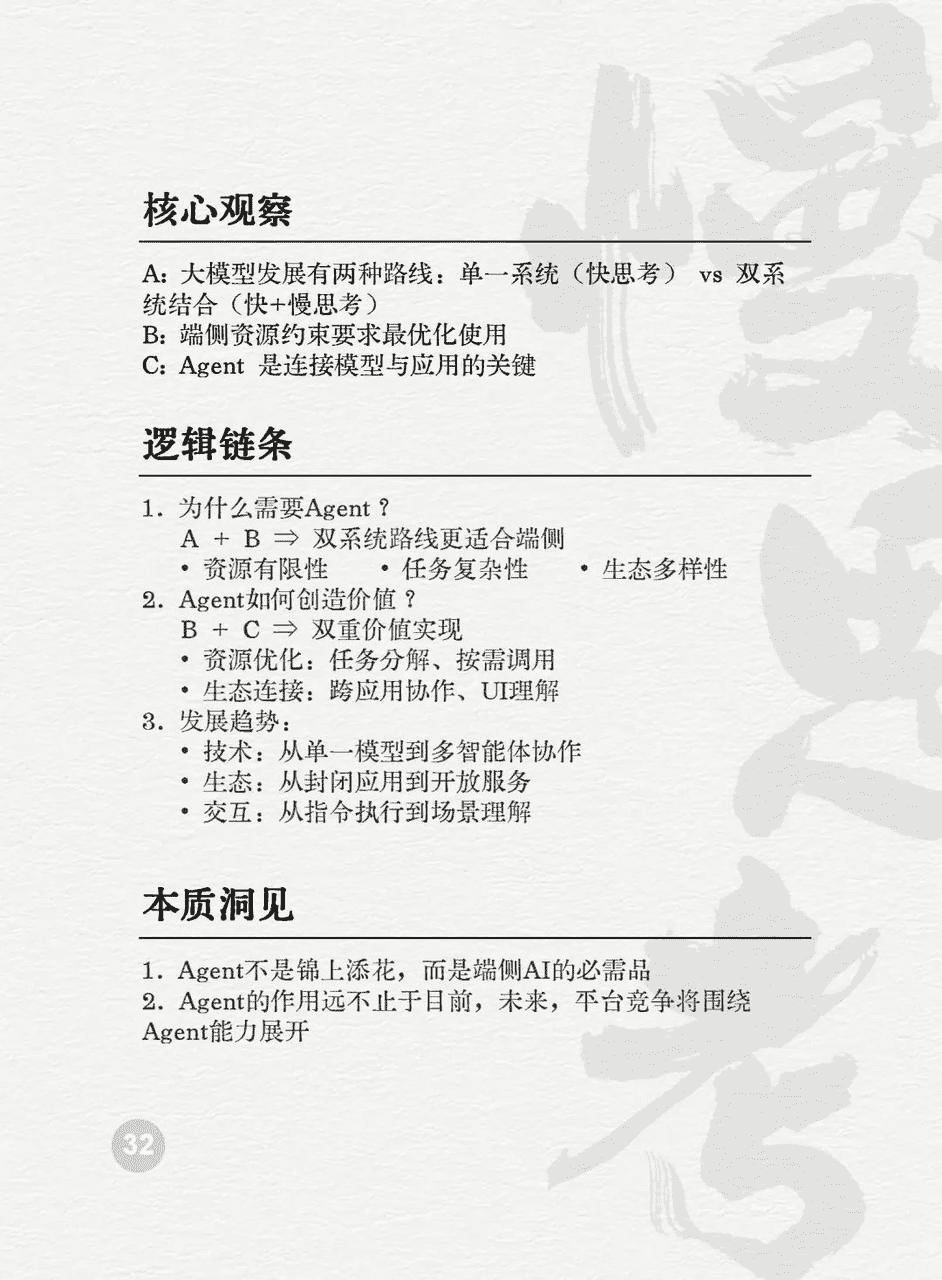 核心观察
A: 大模型发展有两种路线：单一系统（快思考） vs 双系
统结合（快+慢思考）
B: 端侧资源约束要求最优化使用
C: Agent 是连接模型与应用的关键
逻辑链条
1. 为什么需要Agent？
A + B ⇒ 双系统路线更适合端侧
• 资源有限性 • 任务复杂性 • 生态多样性
2. Agent如何创造价值？
B + C ⇒ 双重价值实现
• 资源优化：任务分解、按需调用
• 生态连接：跨应用协作、UI理解
3. 发展趋势：
• 技术：从单一模型到多智能体协作
• 生态：从封闭应用到开放服务
• 交互：从指令执行到场景理解
本质洞见
1. Agent不是锦上添花，而是端侧AI的必需品
2. Agent的作用远不止于目前，未来，平台竞争将围绕
Agent能力展开
32
慢思考